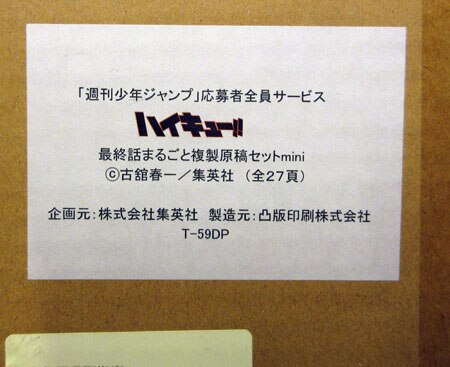 「週刊少年ジャンプ」応募者全員サービス
ハイキュー!!
最終話まるごと複製原稿セットmini
©古舘春一／集英社 （全27頁）
企画元：株式会社集英社 製造元：凸版印刷株式会社
T-59DP